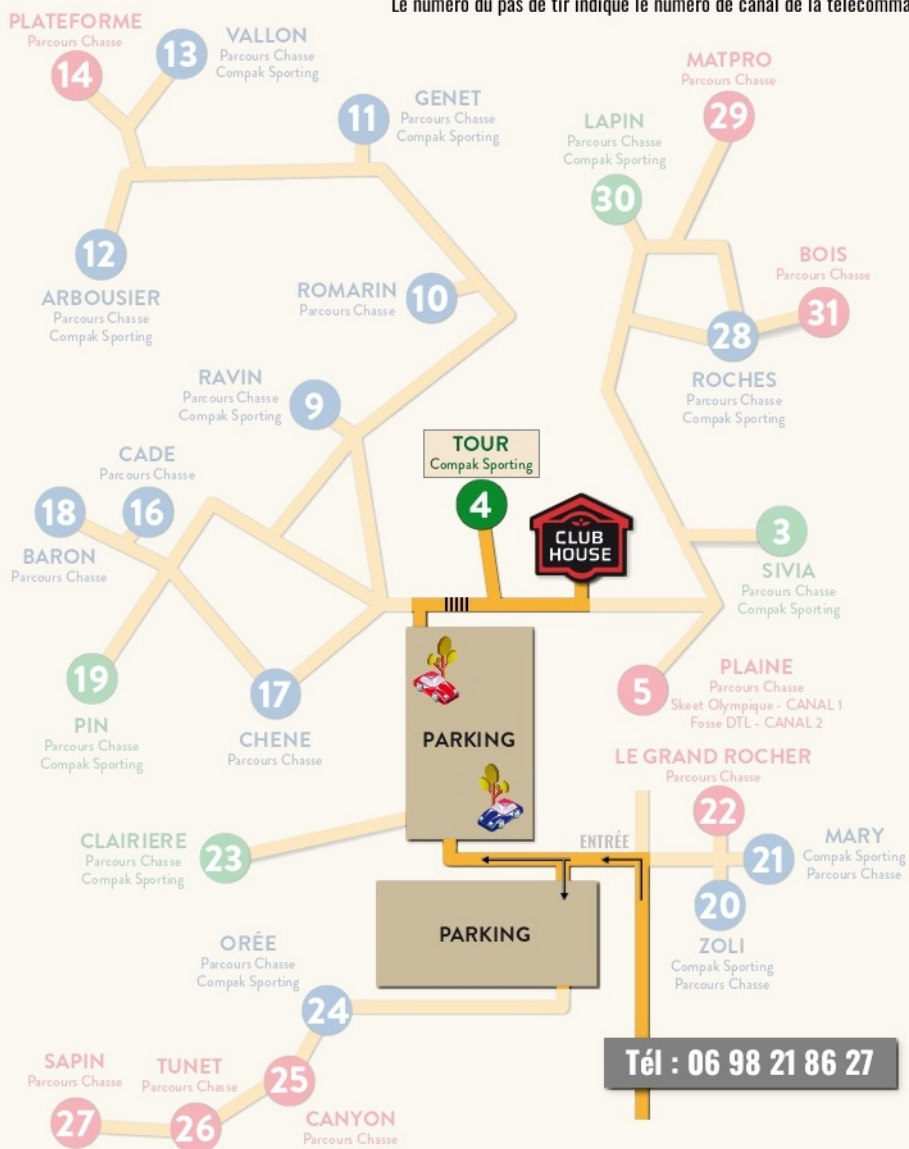 Le numéro du pas de tir indique le numéro de canal de la télécomma
PLATEFORME
Parcours Chasse
14
13
VALLON
Parcours Chasse
Compak Sporting
11
GENET
Parcours Chasse
Compak Sporting
MATPRO
Parcours Chasse
29
LAPIN
Parcours Chasse
Compak Sporting
30
12
ARBOUSIER
Parcours Chasse
Compak Sporting
ROMARIN
Parcours Chasse
10
BOIS
Parcours Chasse
31
28
ROCHES
Parcours Chasse
Compak Sporting
RAVIN
Parcours Chasse
Compak Sporting
9
TOUR
Compak Sporting
4
CLUB
HOUSE
CADE
Parcours Chasse
16
18
BARON
Parcours Chasse
3
SIVIA
Parcours Chasse
Compak Sporting
19
PIN
Parcours Chasse
Compak Sporting
17
CHENE
Parcours Chasse
5
PLAINE
Parcours Chasse
Skeet Olympique - CANAL 1
Fosse DTL - CANAL 2
PARKING
LE GRAND ROCHER
Parcours Chasse
22
CLAIRIERE
Parcours Chasse
Compak Sporting
23
ENTRÉE
21
MARY
Compak Sporting
Parcours Chasse
20
ZOLI
Compak Sporting
Parcours Chasse
PARKING
ORÉE
Parcours Chasse
Compak Sporting
24
Tél : 06 98 21 86 27
SAPIN
Parcours Chasse
27
TUNET
Parcours Chasse
26
25
CANYON
Parcours Chasse